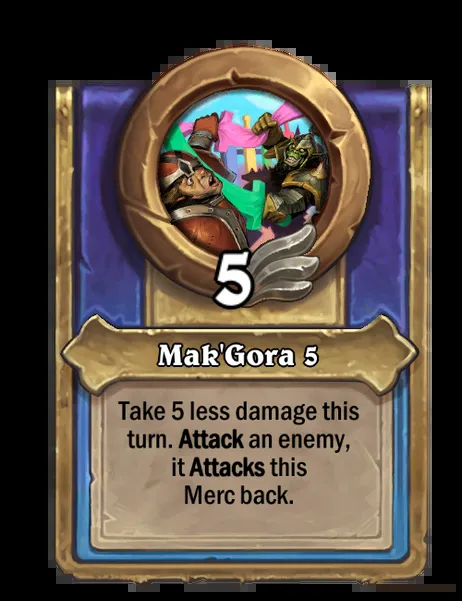 5
Mak'Gora 5
Take 5 less damage this
turn. Attack an enemy,
it Attacks this
Merc back.